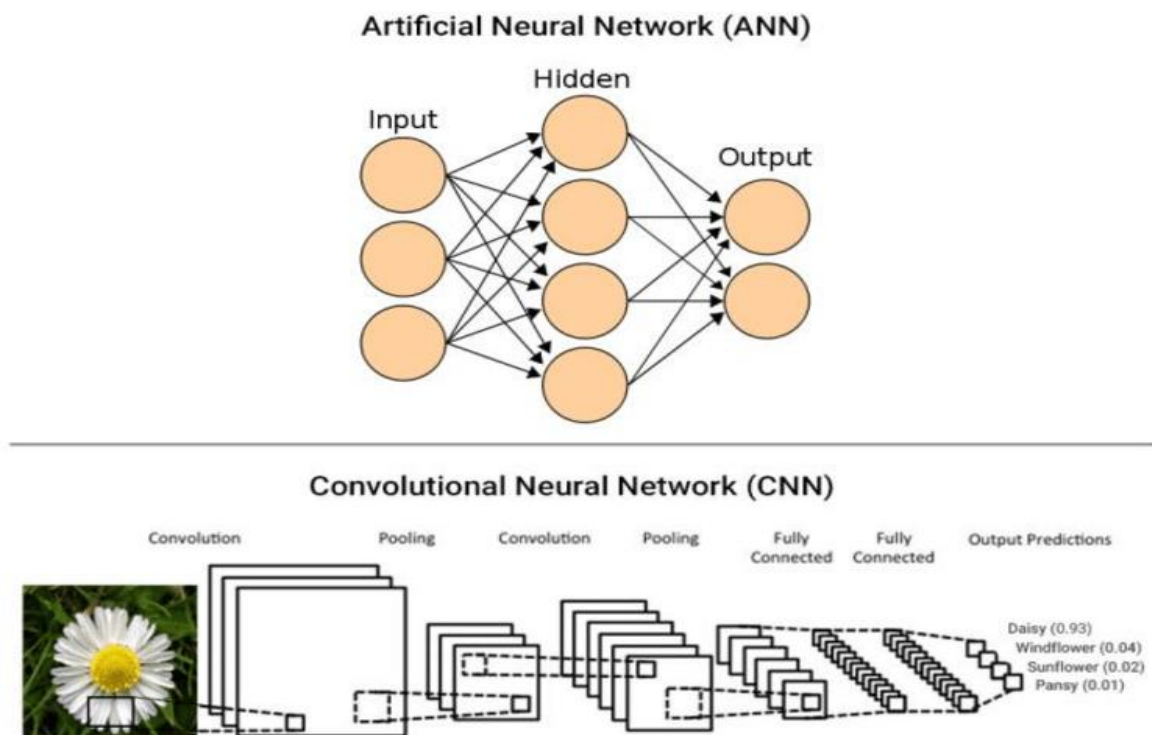 Artificial Neural Network (ANN)
Hidden
Input
Output
Convolutional Neural Network (CNN)
Convolution
Pooling
Convolution
Pooling
Fully
Connected
Fully
Connected
Output Predictions
Daisy (0.93)
Windflower (0.04)
Sunflower (0.02)
Pansy (0.01)